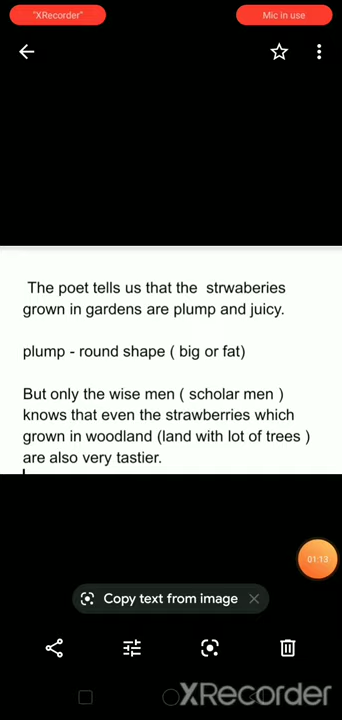 "XRecorder"
Mic in use
The poet tells us that the strwaberies
grown in gardens are plump and juicy.
plump - round shape ( big or fat)
But only the wise men ( scholar men )
knows that even the strawberries which
grown in woodland (land with lot of trees )
are also very tastier.
01:13
Copy text from image
XRecorder